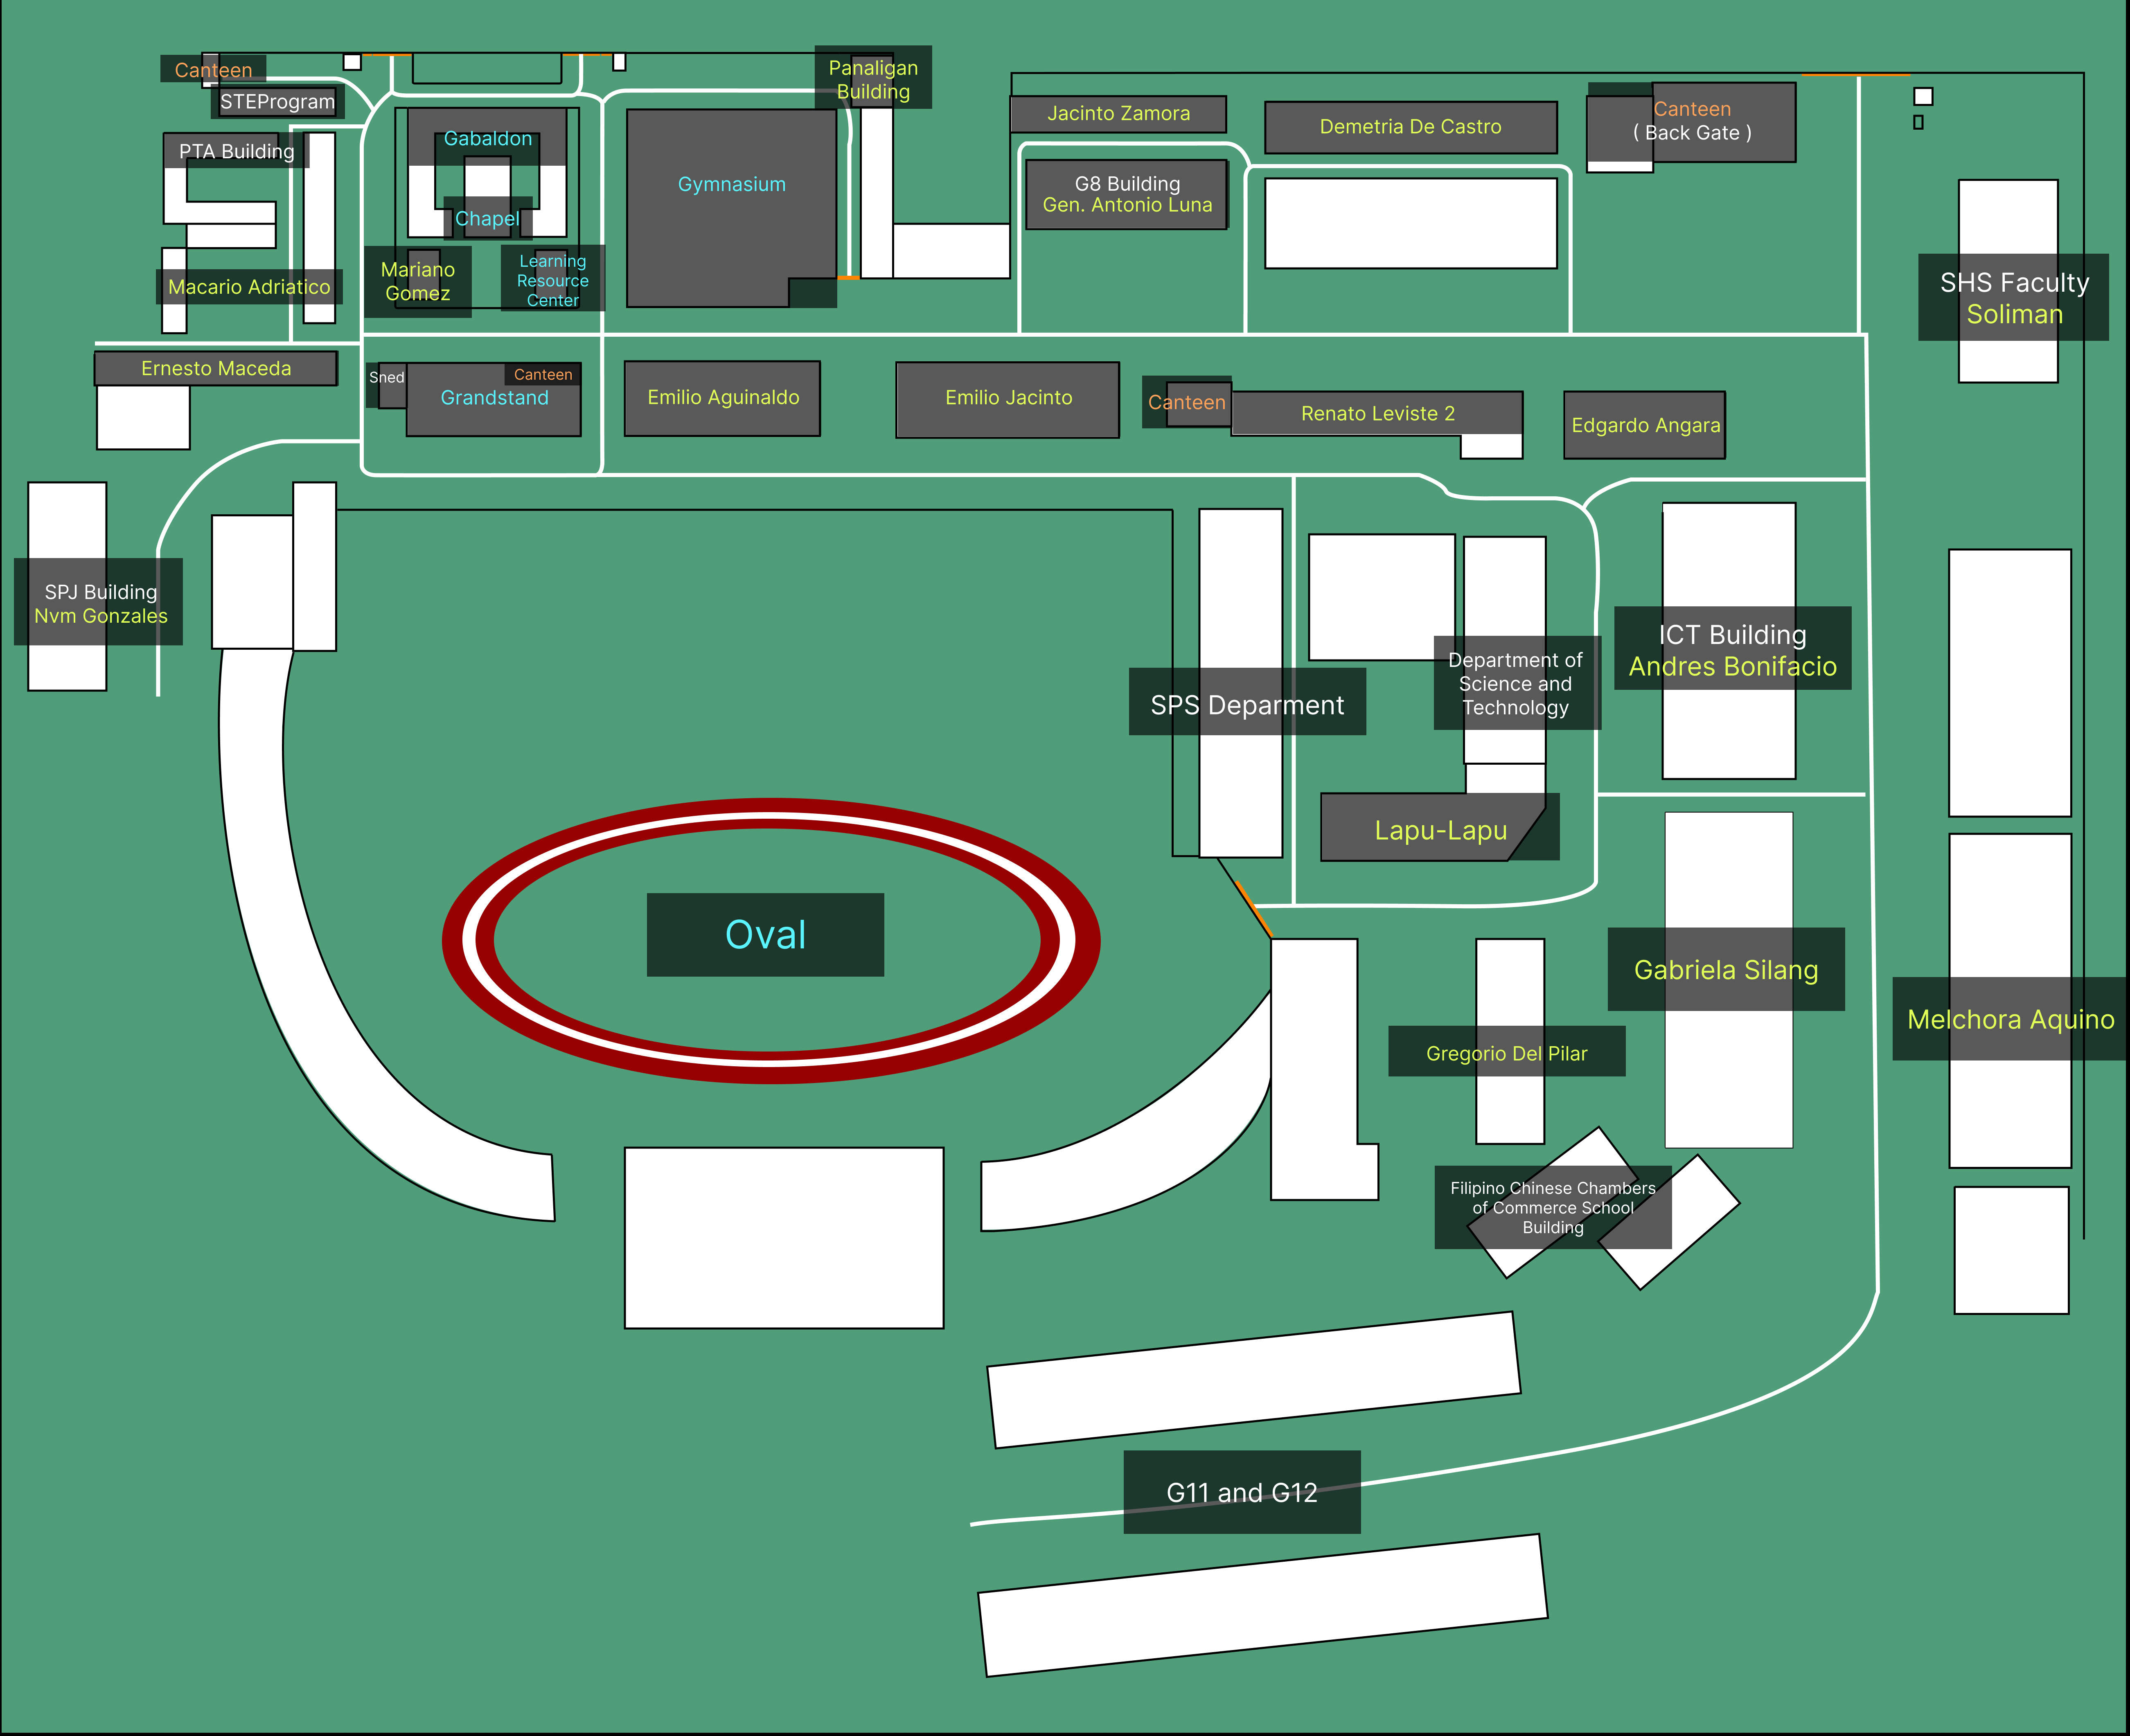 Canteen
STEProgram
PTA Building
Macario Adriatico
Gabaldon
Chapel
Mariano
Gomez
Learning
Resource
Center
Gymnasium
Panaligan
Building
Jacinto Zamora
G8 Building
Gen. Antonio Luna
Demetria De Castro
Canteen
( Back Gate )
SHS Faculty
Soliman
Ernesto Maceda
Sned
Canteen
Grandstand
Emilio Aguinaldo
Emilio Jacinto
Canteen
Renato Leviste 2
Edgardo Angara
SPJ Building
Nvm Gonzales
SPS Deparment
Department of
Science and
Technology
ICT Building
Andres Bonifacio
Lapu-Lapu
Oval
Gabriela Silang
Melchora Aquino
Gregorio Del Pilar
Filipino Chinese Chambers
of Commerce School
Building
G11 and G12